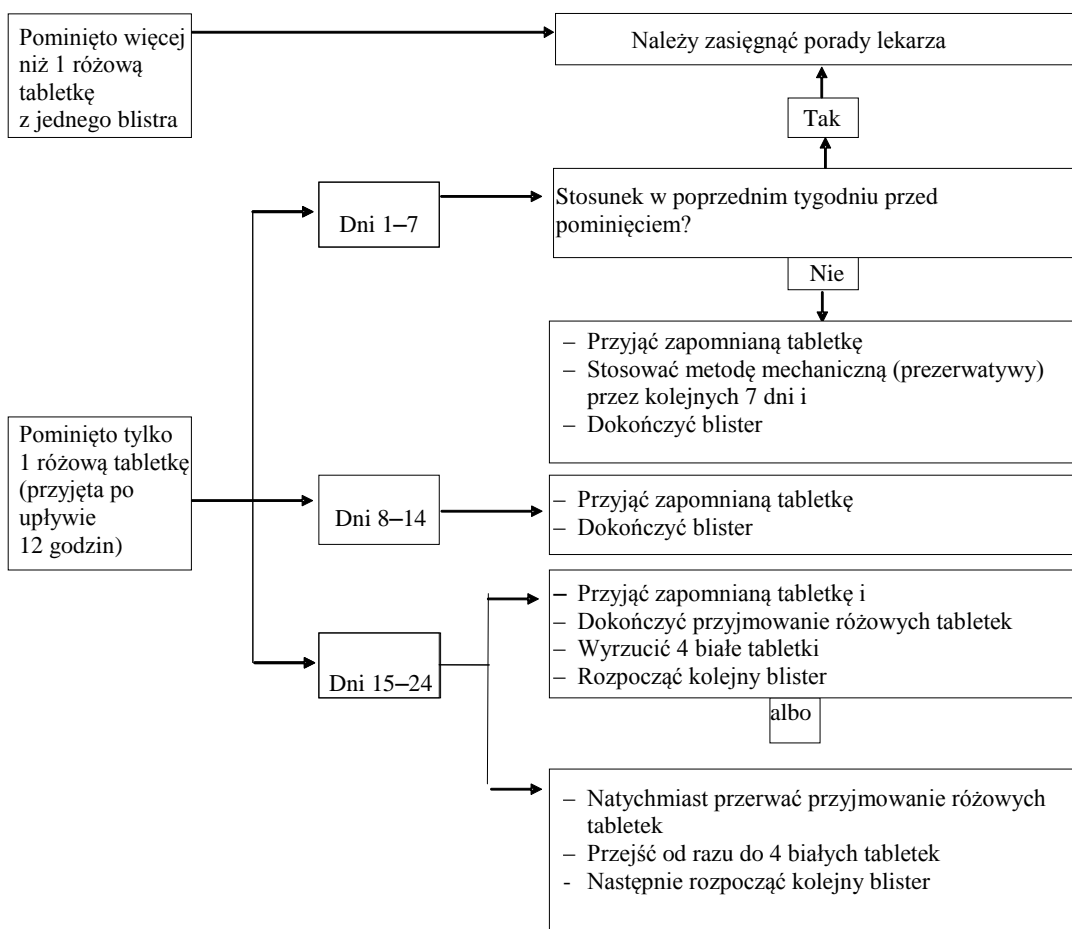 Pominięto więcej
niż 1 różową
tabletkę
z jednego blistra
Należy zasięgnąć porady lekarza
Tak
Stosunek w poprzednim tygodniu przed
pominięciem?
Dni 1–7
Nie
– Przyjąć zapomnianą tabletkę
– Stosować metodę mechaniczną (prezerwatywy)
przez kolejnych 7 dni i
– Dokończyć blister
Pominięto tylko
1 różową tabletkę
(przyjęta po
upływie
12 godzin)
Dni 8–14
– Przyjąć zapomnianą tabletkę
– Dokończyć blister
Dni 15–24
– Przyjąć zapomnianą tabletkę i
– Dokończyć przyjmowanie różowych tabletek
– Wyrzucić 4 białe tabletki
– Rozpocząć kolejny blister
albo
– Natychmiast przerwać przyjmowanie różowych
tabletek
– Przejść od razu do 4 białych tabletek
- Następnie rozpocząć kolejny blister